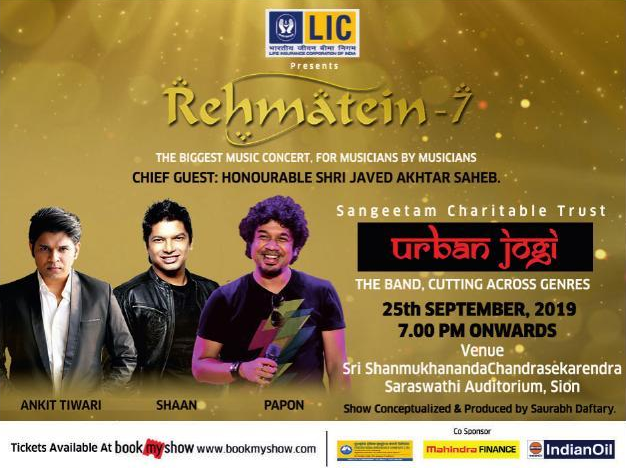 LIC
भारतीय जीवन बीमा निगम
LIFE INSURANCE CORPORATION OF INDIA
Presents
Rehmatein-7
THE BIGGEST MUSIC CONCERT, FOR MUSICIANS BY MUSICIANS
CHIEF GUEST: HONOURABLE SHRI JAVED AKHTAR SAHEB.
Sangeetam Charitable Trust
urban jogi
THE BAND, CUTTING ACROSS GENRES
25th SEPTEMBER, 2019
7.00 PM ONWARDS
Venue
Sri ShanmukhanandaChandrasekarendra
Saraswathi Auditorium, Sion
ANKIT TIWARI SHAAN PAPON
Show Conceptualized & Produced by Saurabh Daftary.
Co Sponsor
Tickets Available At bookmyshow www.bookmyshow.com
Mahindra FINANCE
IndianOil